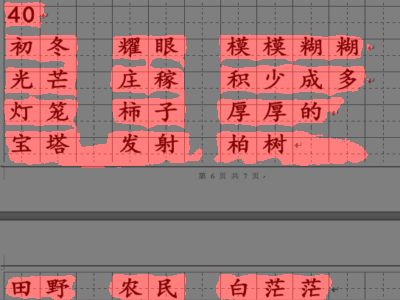 40
初冬 耀眼 模模糊糊
光芒 庄稼 积少成多
灯笼 柿子 厚厚的
宝塔 发射 柏树
第 6 页 共 7 页
田野 农民 白茫茫